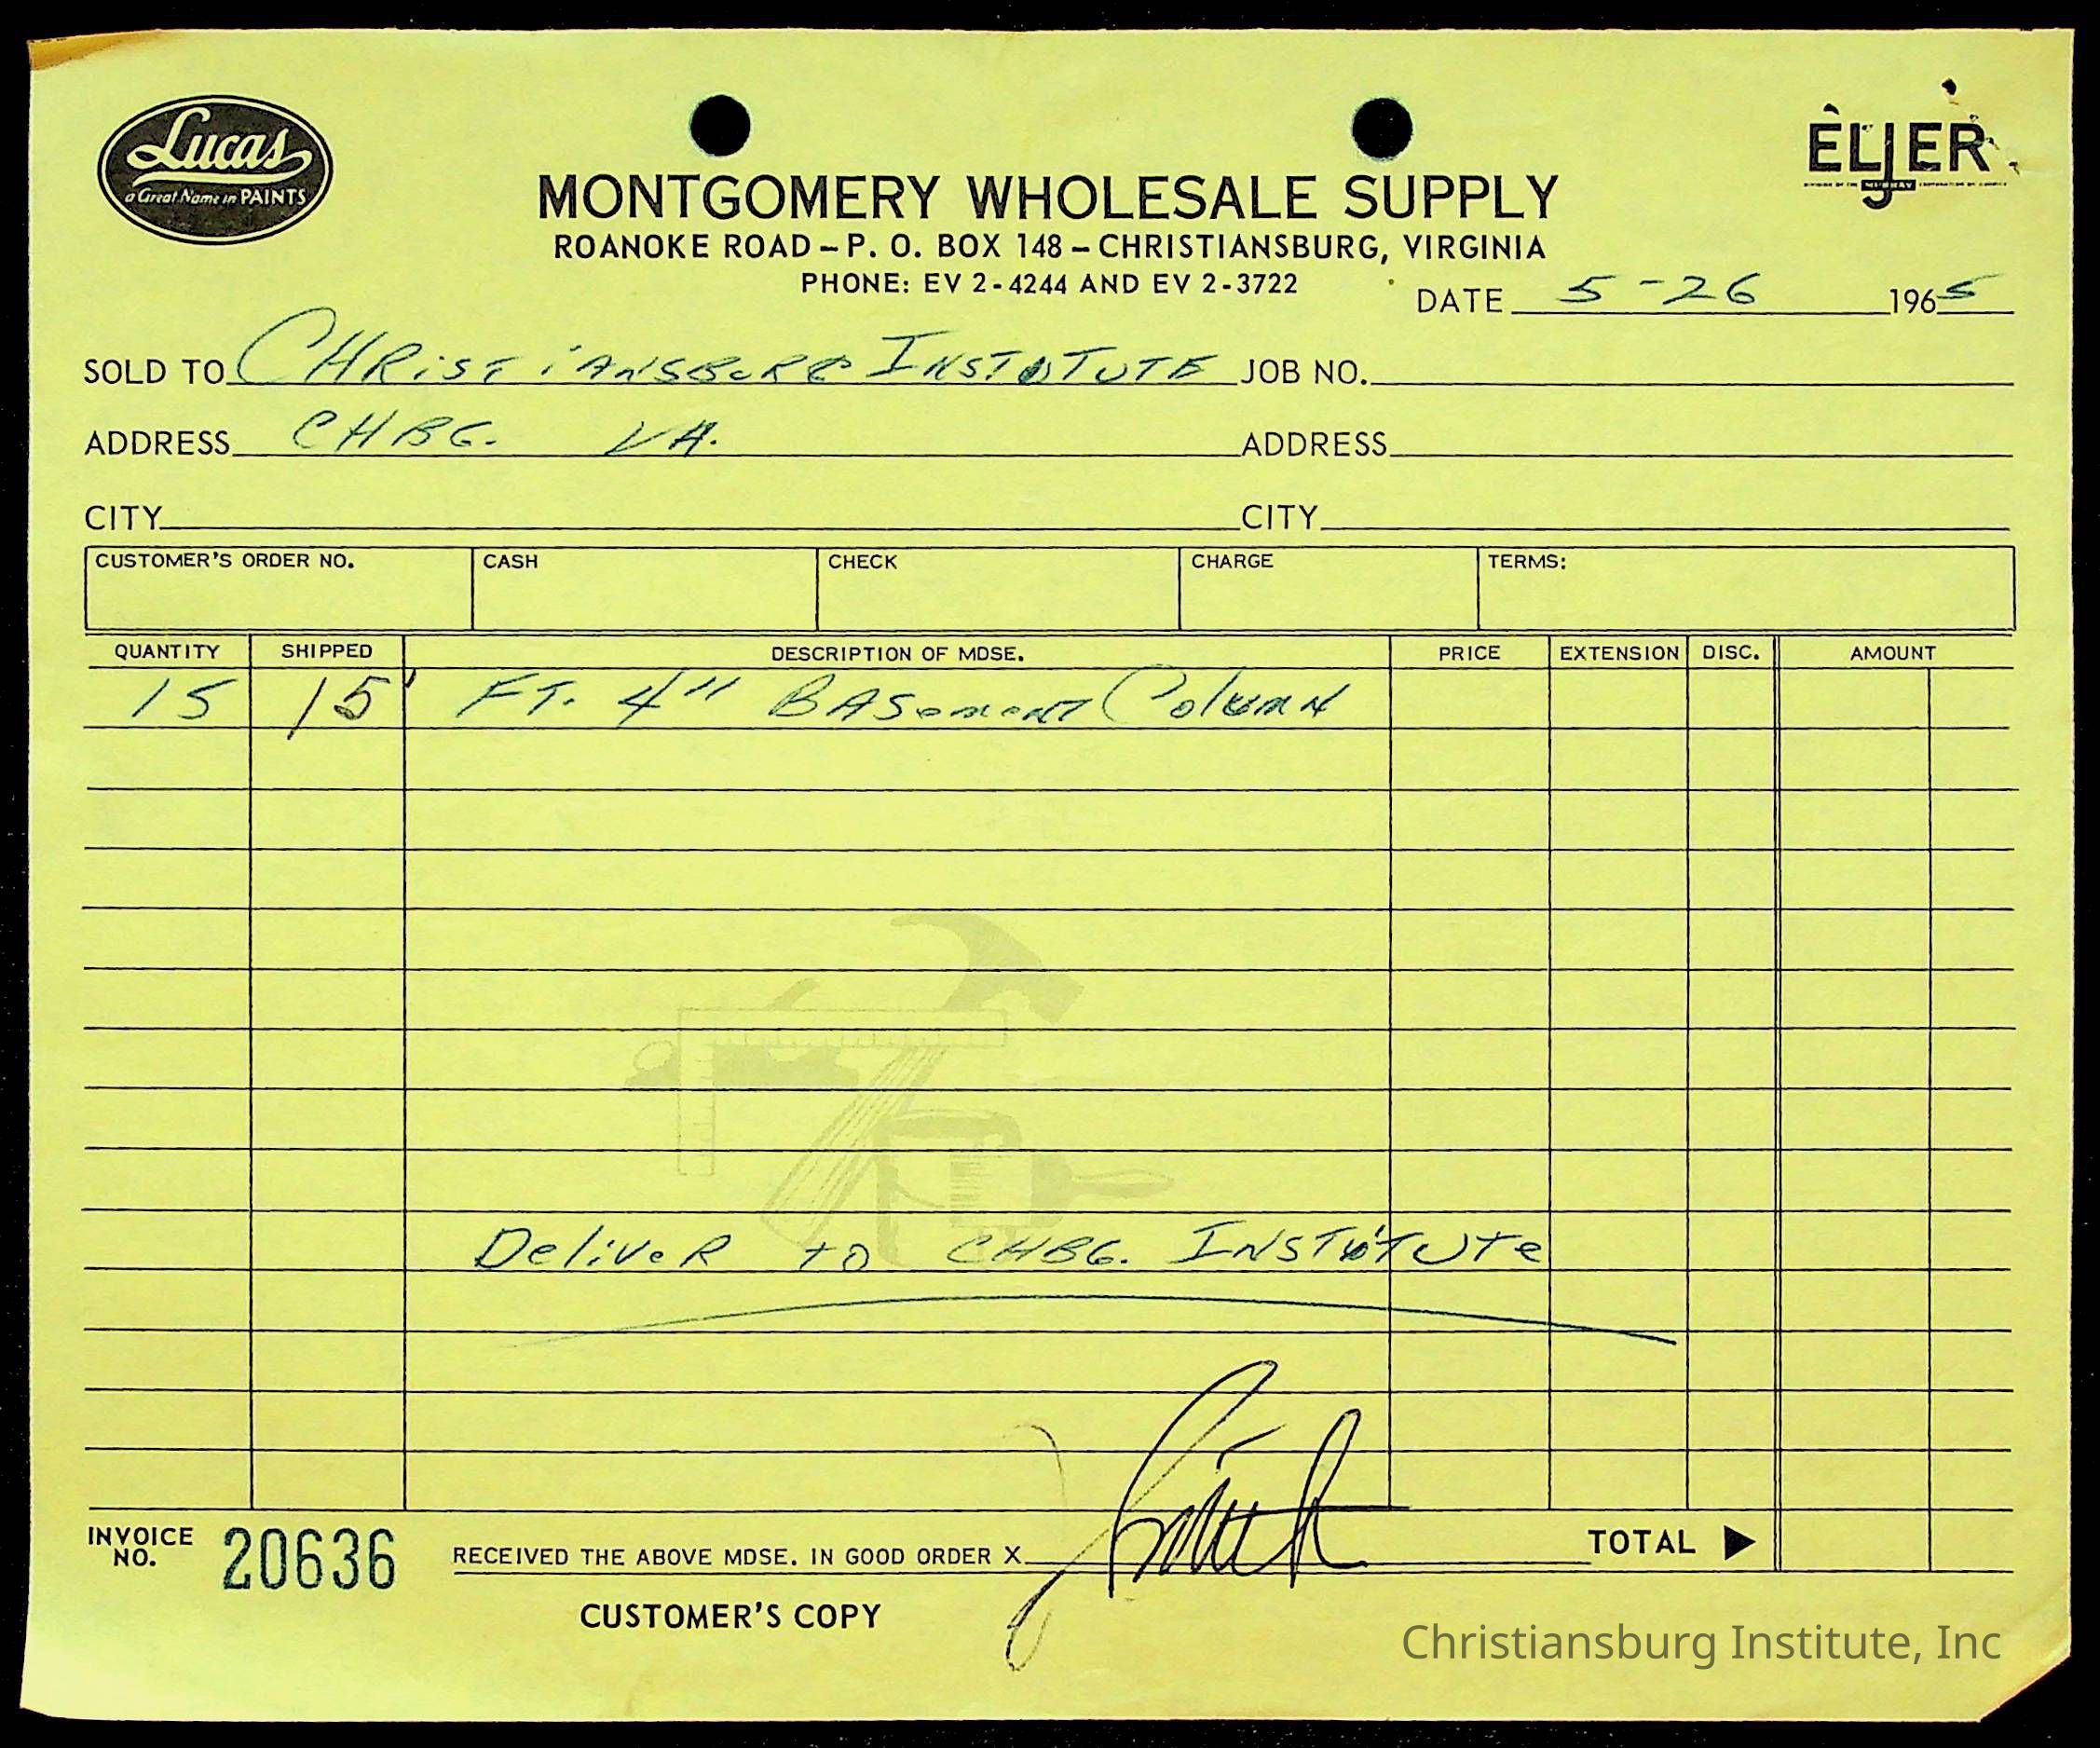 Lucas
a Great Name in PAINTS
ELJER
MURRAY
MONTGOMERY WHOLESALE SUPPLY
ROANOKE ROAD – P. O. BOX 148 – CHRISTIANSBURG, VIRGINIA
PHONE: EV 2-4244 AND EV 2-3722
DATE 5-26 1965
SOLD TO CHRiSTiANSBURG INSTITUTE JOB NO.
ADDRESS CHBG. VA. ADDRESS
CITY CITY
CUSTOMER'S ORDER NO. CASH CHECK CHARGE TERMS:
QUANTITY SHIPPED DESCRIPTION OF MDSE. PRICE EXTENSION DISC. AMOUNT
15 15' FT. 4" BASement Column
DeliveR to CHBG. INSTiTUTe
INVOICE NO. 20636 RECEIVED THE ABOVE MDSE. IN GOOD ORDER X Smith TOTAL ▶
CUSTOMER'S COPY
Christiansburg Institute, Inc